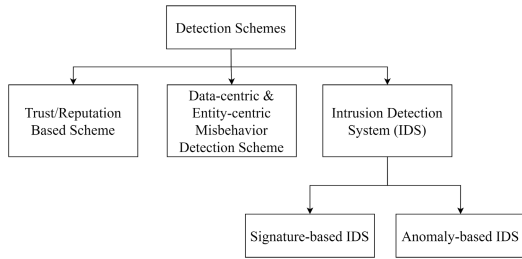 Detection Schemes
Trust/Reputation
Based Scheme
Data-centric &
Entity-centric
Misbehavior
Detection Scheme
Intrusion Detection
System (IDS)
Signature-based IDS
Anomaly-based IDS